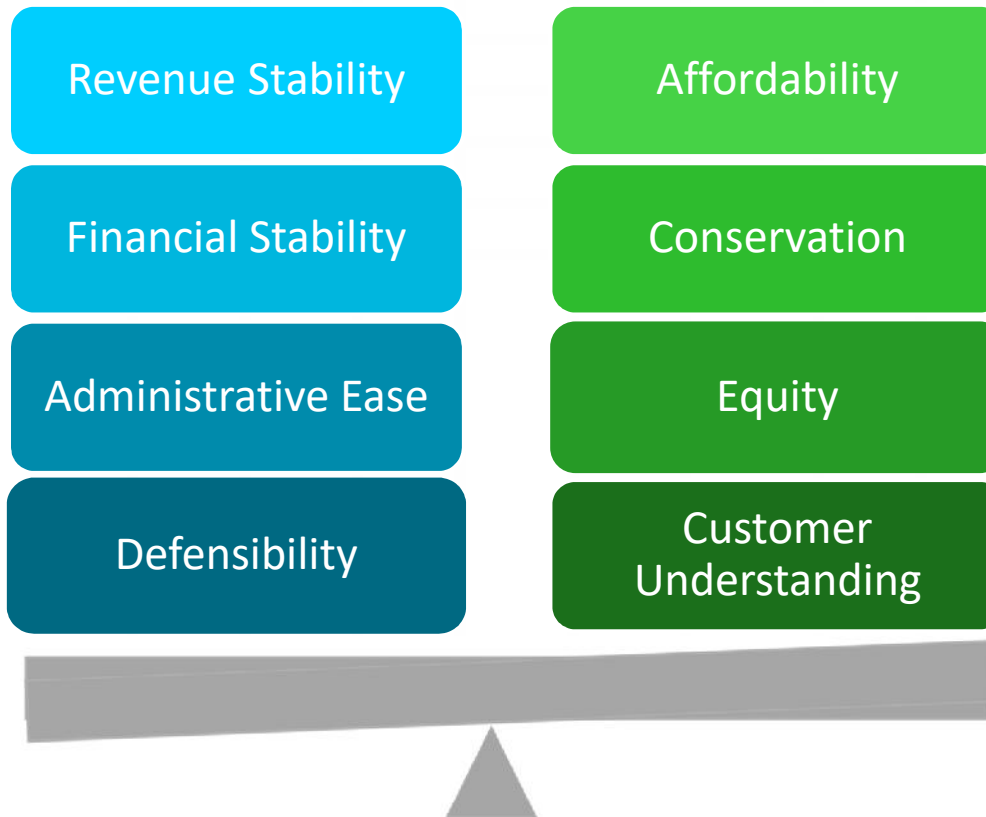 Revenue Stability
Affordability
Financial Stability
Conservation
Administrative Ease
Equity
Defensibility
Customer
Understanding